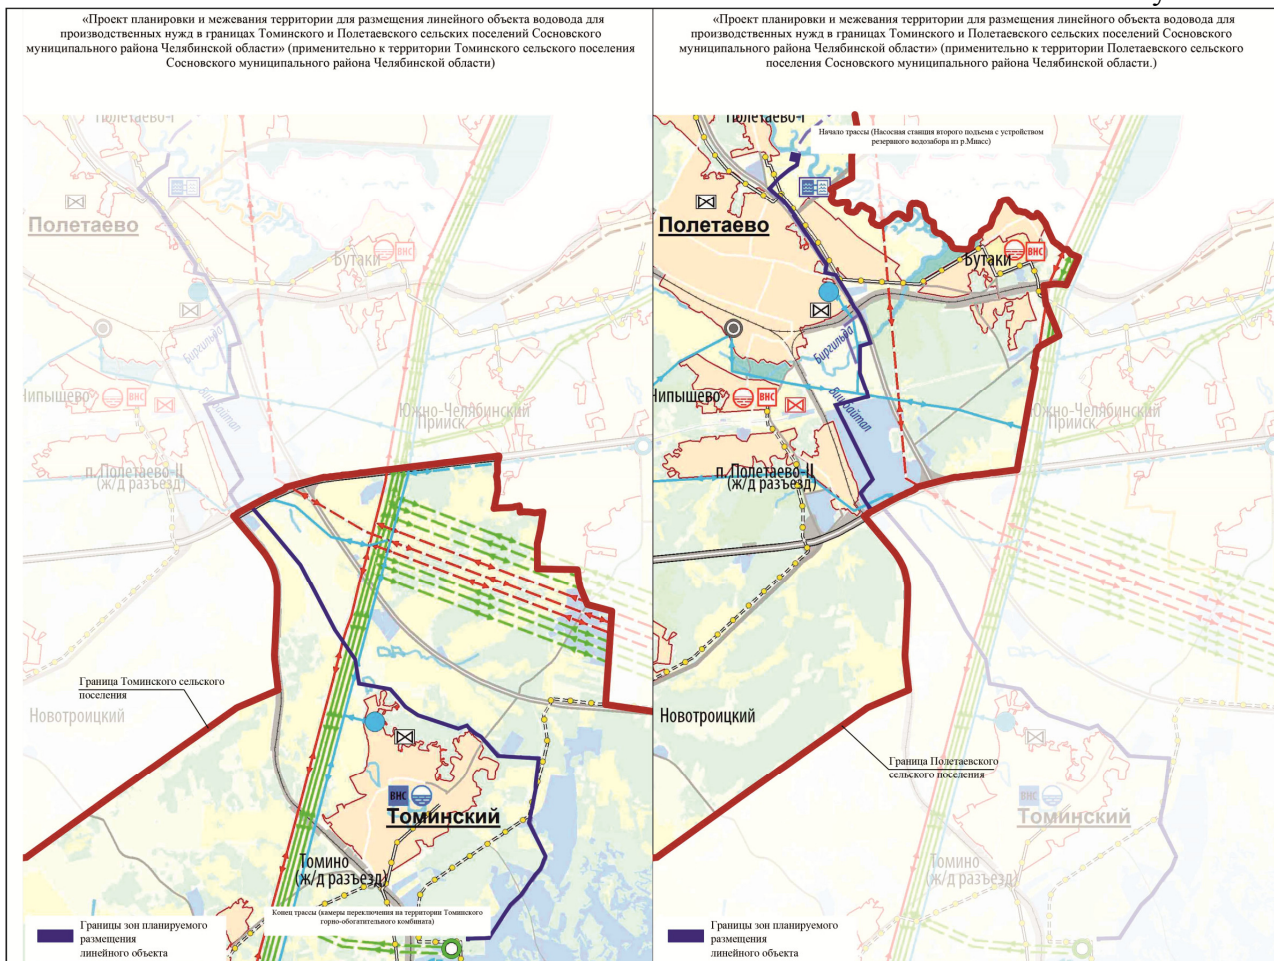 «Проект планировки и межевания территории для размещения линейного объекта водовода для
производственных нужд в границах Томинского и Полетаевского сельских поселений Сосновского
муниципального района Челябинской области» (применительно к территории Томинского сельского поселения
Сосновского муниципального района Челябинской области)
Полетаево-I
Полетаево
Бутаки
ВНС
Биргильда
Нипышево
ВНС
Южно-Челябинский
Прииск
п. Полетаево-II
(ж/д разъезд)
Граница Томинского сельского
поселения
Новотроицкий
ВНС
Томинский
Томино
(ж/д разъезд)
Конец трассы (камеры переключения на территории Томинского
горно-обогатительного комбината)
Границы зон планируемого
размещения
линейного объекта
«Проект планировки и межевания территории для размещения линейного объекта водовода для
производственных нужд в границах Томинского и Полетаевского сельских поселений Сосновского
муниципального района Челябинской области» (применительно к территории Полетаевского сельского
поселения Сосновского муниципального района Челябинской области.)
Полетаево-I
Начало трассы (Насосная станция второго подъема с устройством
резервного водозабора из р.Миасс)
Полетаево
Бутаки
ВНС
Биргильда
Нипышево
ВНС
Южно-Челябинский
Прииск
п. Полетаево-II
(ж/д разъезд)
Новотроицкий
Граница Полетаевского
сельского поселения
ВНС
Томинский
Томино
(ж/д разъезд)
Границы зон планируемого
размещения
линейного объекта